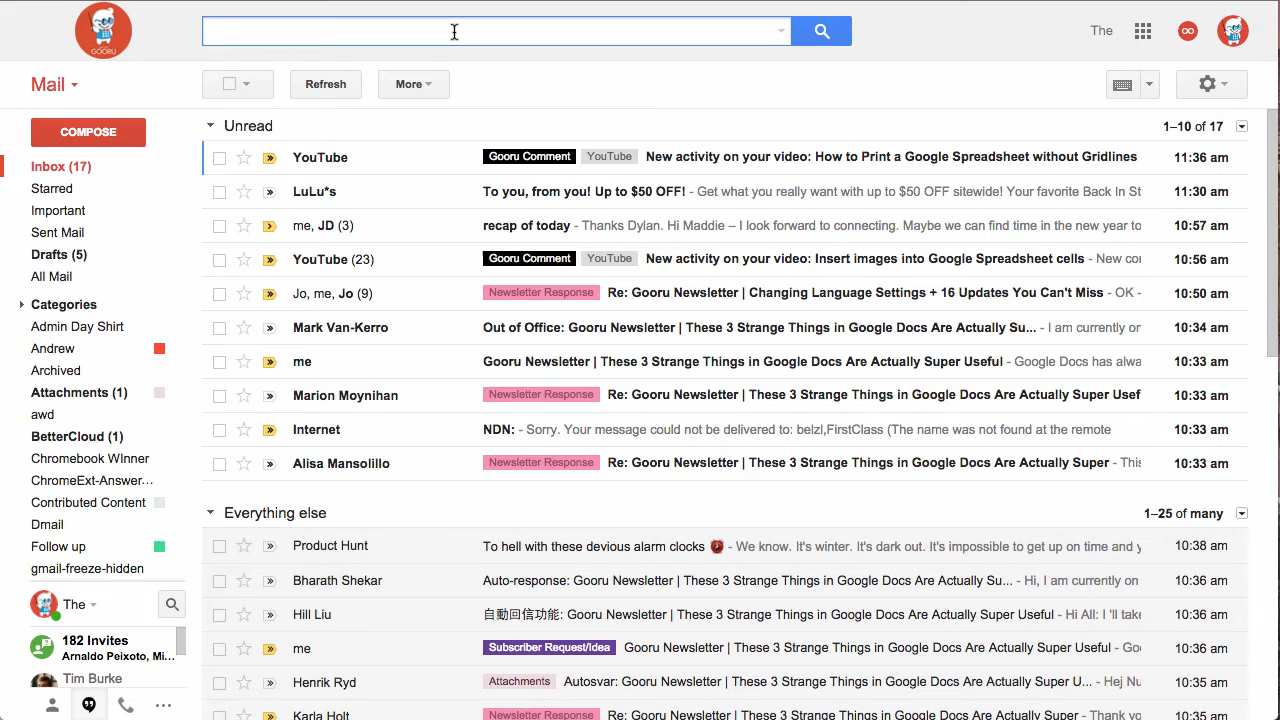 GOORU
The
Mail
Refresh
More
COMPOSE
Inbox (17)
Starred
Important
Sent Mail
Drafts (5)
All Mail
Categories
Admin Day Shirt
Andrew
Archived
Attachments (1)
awd
BetterCloud (1)
Chromebook WInner
ChromeExt-Answer...
Contributed Content
Dmail
Follow up
gmail-freeze-hidden
The
182 Invites
Arnaldo Peixoto, Mi...
Tim Burke
Unread
1–10 of 17
YouTube Gooru Comment YouTube New activity on your video: How to Print a Google Spreadsheet without Gridlines 11:36 am
LuLu*s To you, from you! Up to $50 OFF! - Get what you really want with up to $50 OFF sitewide! Your favorite Back In St 11:30 am
me, JD (3) recap of today - Thanks Dylan. Hi Maddie – I look forward to connecting. Maybe we can find time in the new year to 10:57 am
YouTube (23) Gooru Comment YouTube New activity on your video: Insert images into Google Spreadsheet cells - New cor 10:56 am
Jo, me, Jo (9) Newsletter Response Re: Gooru Newsletter | Changing Language Settings + 16 Updates You Can't Miss - OK - 10:50 am
Mark Van-Kerro Out of Office: Gooru Newsletter | These 3 Strange Things in Google Docs Are Actually Su... - I am currently on 10:34 am
me Gooru Newsletter | These 3 Strange Things in Google Docs Are Actually Super Useful - Google Docs has alwa 10:33 am
Marion Moynihan Newsletter Response Re: Gooru Newsletter | These 3 Strange Things in Google Docs Are Actually Super Usef 10:33 am
Internet NDN: - Sorry. Your message could not be delivered to: belzl,FirstClass (The name was not found at the remote 10:33 am
Alisa Mansolillo Newsletter Response Re: Gooru Newsletter | These 3 Strange Things in Google Docs Are Actually Super - This 10:33 am
Everything else
1–25 of many
Product Hunt To hell with these devious alarm clocks - We know. It's winter. It's dark out. It's impossible to get up on time and y 10:38 am
Bharath Shekar Auto-response: Gooru Newsletter | These 3 Strange Things in Google Docs Are Actually Su... - Hi, I am currently on 10:36 am
Hill Liu 自動回信功能: Gooru Newsletter | These 3 Strange Things in Google Docs Are Actually Super Useful - Hi All: I 'll take 10:36 am
me Subscriber Request/Idea Gooru Newsletter | These 3 Strange Things in Google Docs Are Actually Super Useful - Go 10:36 am
Henrik Ryd Attachments Autosvar: Gooru Newsletter | These 3 Strange Things in Google Docs Are Actually Super U... - Hej Nu 10:35 am
Karla Holt Newsletter Response Re: Gooru Newsletter | These 3 Strange Things in Google Docs Are Actually Super Useful - Thank yo 10:35 am